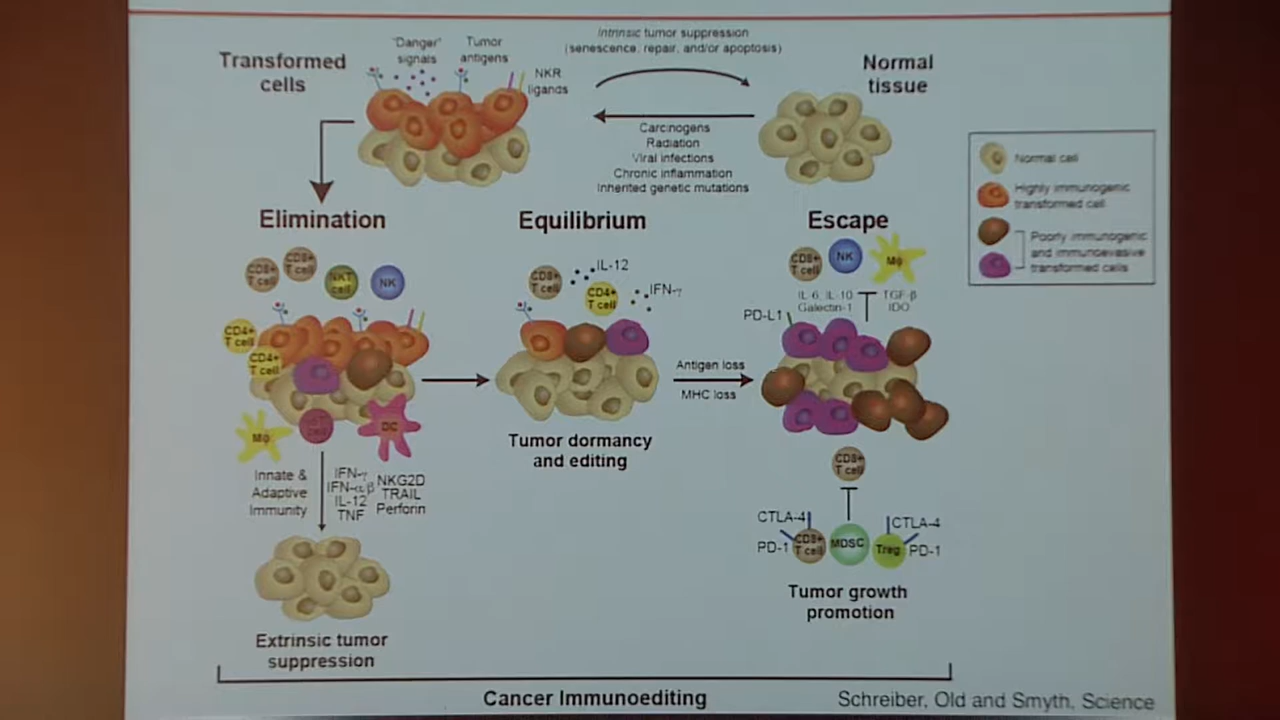 Transformed
cells
"Danger"
signals
Tumor
antigens
NKR
ligands
Intrinsic tumor suppression
(senescence, repair, and/or apoptosis)
Normal
tissue
Carcinogens
Radiation
Viral infections
Chronic inflammation
Inherited genetic mutations
Normal cell
Highly immunogenic
transformed cell
Poorly immunogenic
and immunoevasive
transformed cells
Elimination
Equilibrium
Escape
CD8+
T cell
CD8+
T cell
NKT
cell
NK
CD4+
T cell
CD4+
T cell
Mφ
γδT
cell
DC
Innate &
Adaptive
Immunity
IFN-γ
IFN-α/β
IL-12
TNF
NKG2D
TRAIL
Perforin
Extrinsic tumor
suppression
CD8+
T cell
IL-12
CD4+
T cell
IFN-γ
Tumor dormancy
and editing
Antigen loss
MHC loss
CD8+
T cell
NK
Mφ
IL-6, IL-10
Galectin-1
TGF-β
IDO
PD-L1
CD8+
T cell
CTLA-4
PD-1
CD8+
T cell
MDSC
Treg
CTLA-4
PD-1
Tumor growth
promotion
Cancer Immunoediting
Schreiber, Old and Smyth, Science